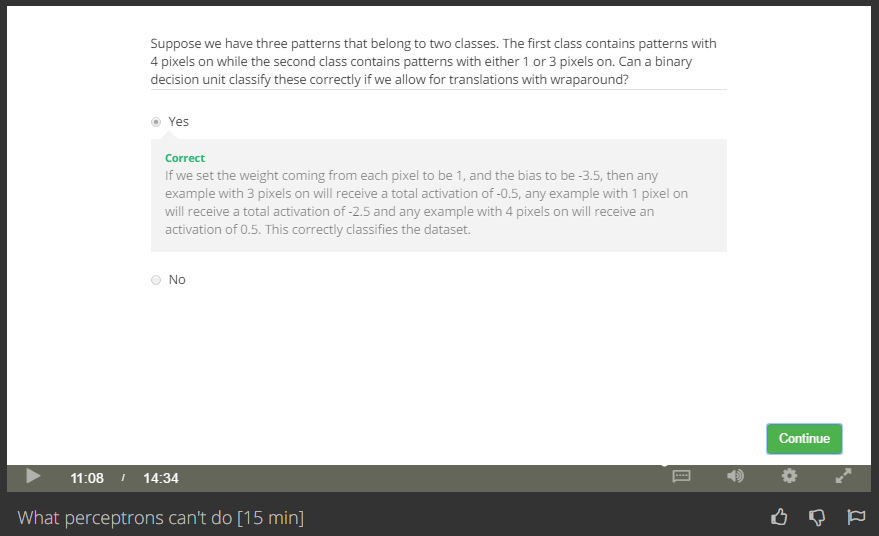 Suppose we have three patterns that belong to two classes. The first class contains patterns with
4 pixels on while the second class contains patterns with either 1 or 3 pixels on. Can a binary
decision unit classify these correctly if we allow for translations with wraparound?
Yes
Correct
If we set the weight coming from each pixel to be 1, and the bias to be -3.5, then any
example with 3 pixels on will receive a total activation of -0.5, any example with 1 pixel on
will receive a total activation of -2.5 and any example with 4 pixels on will receive an
activation of 0.5. This correctly classifies the dataset.
No
Continue
11:08 / 14:34
What perceptrons can't do [15 min]